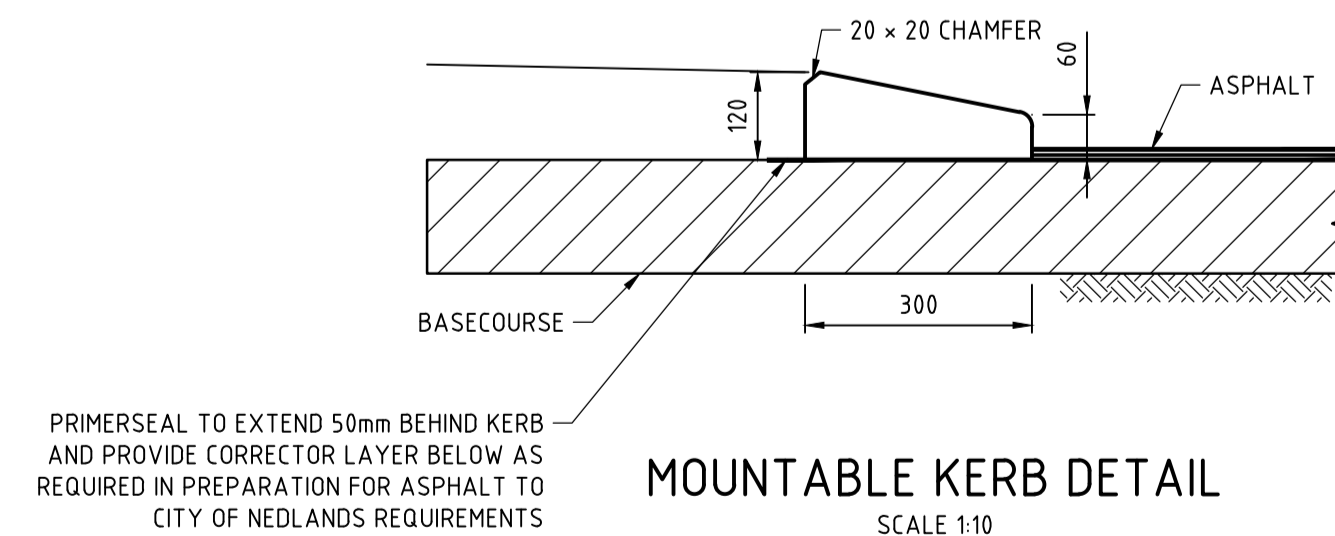 20 × 20 CHAMFER
60
ASPHALT
120
300
BASECOURSE
PRIMERSEAL TO EXTEND 50mm BEHIND KERB
AND PROVIDE CORRECTOR LAYER BELOW AS
REQUIRED IN PREPARATION FOR ASPHALT TO
CITY OF NEDLANDS REQUIREMENTS
MOUNTABLE KERB DETAIL
SCALE 1:10